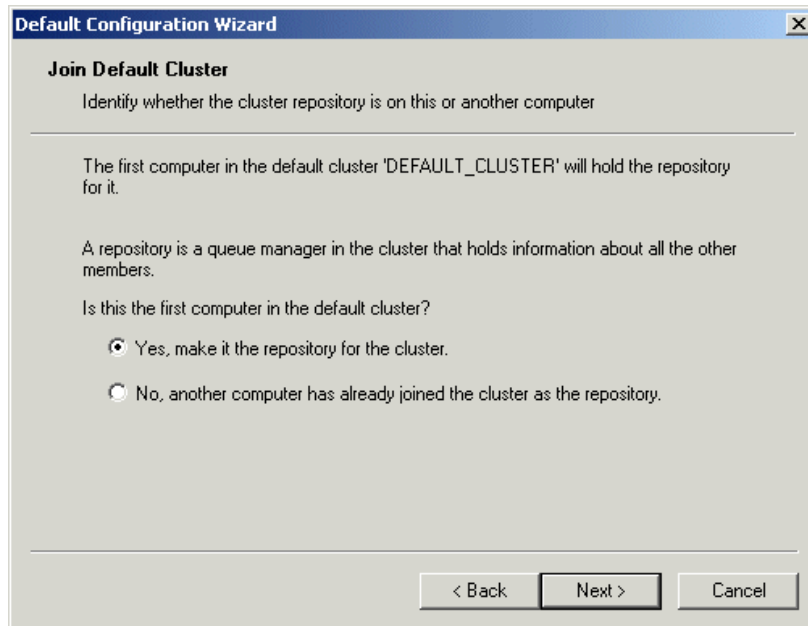 Default Configuration Wizard
Join Default Cluster
Identify whether the cluster repository is on this or another computer
The first computer in the default cluster 'DEFAULT_CLUSTER' will hold the repository
for it.
A repository is a queue manager in the cluster that holds information about all the other
members.
Is this the first computer in the default cluster?
Yes, make it the repository for the cluster.
No, another computer has already joined the cluster as the repository.
< Back
Next >
Cancel